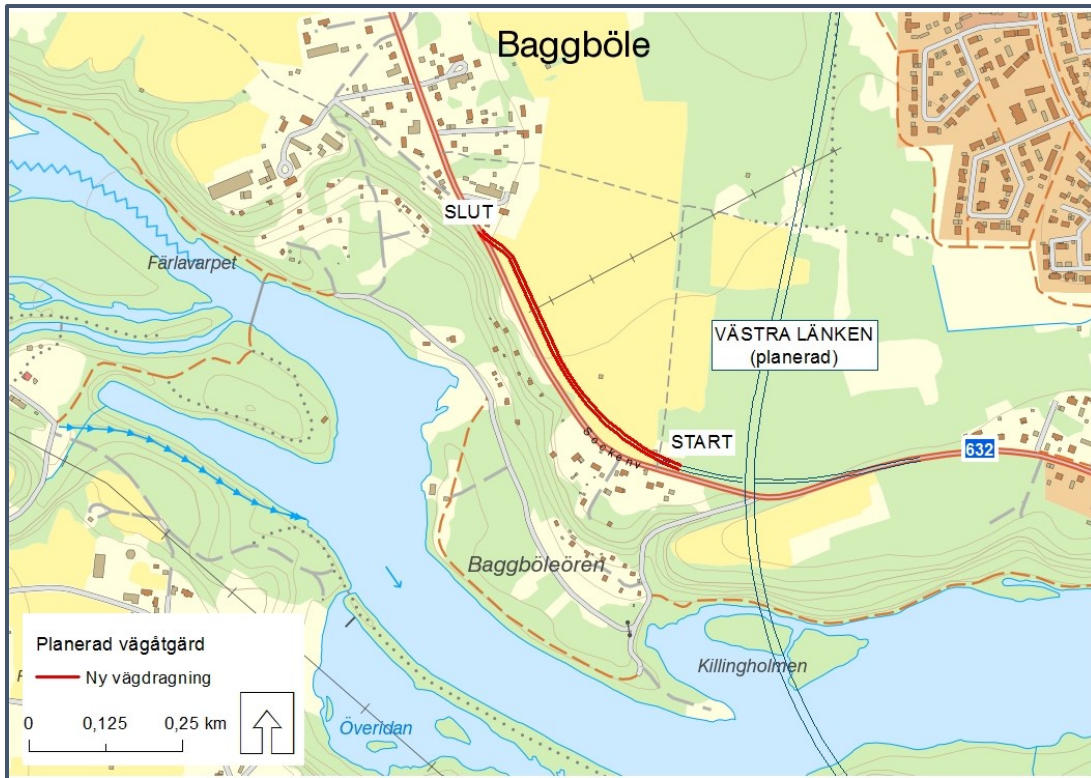 Baggböle
SLUT
Färlavarpet
VÄSTRA LÄNKEN
(planerad)
START
632
Sockenv
Baggböleören
Killingholmen
Planerad vägåtgärd
Ny vägdragning
0 0,125 0,25 km
Överidan